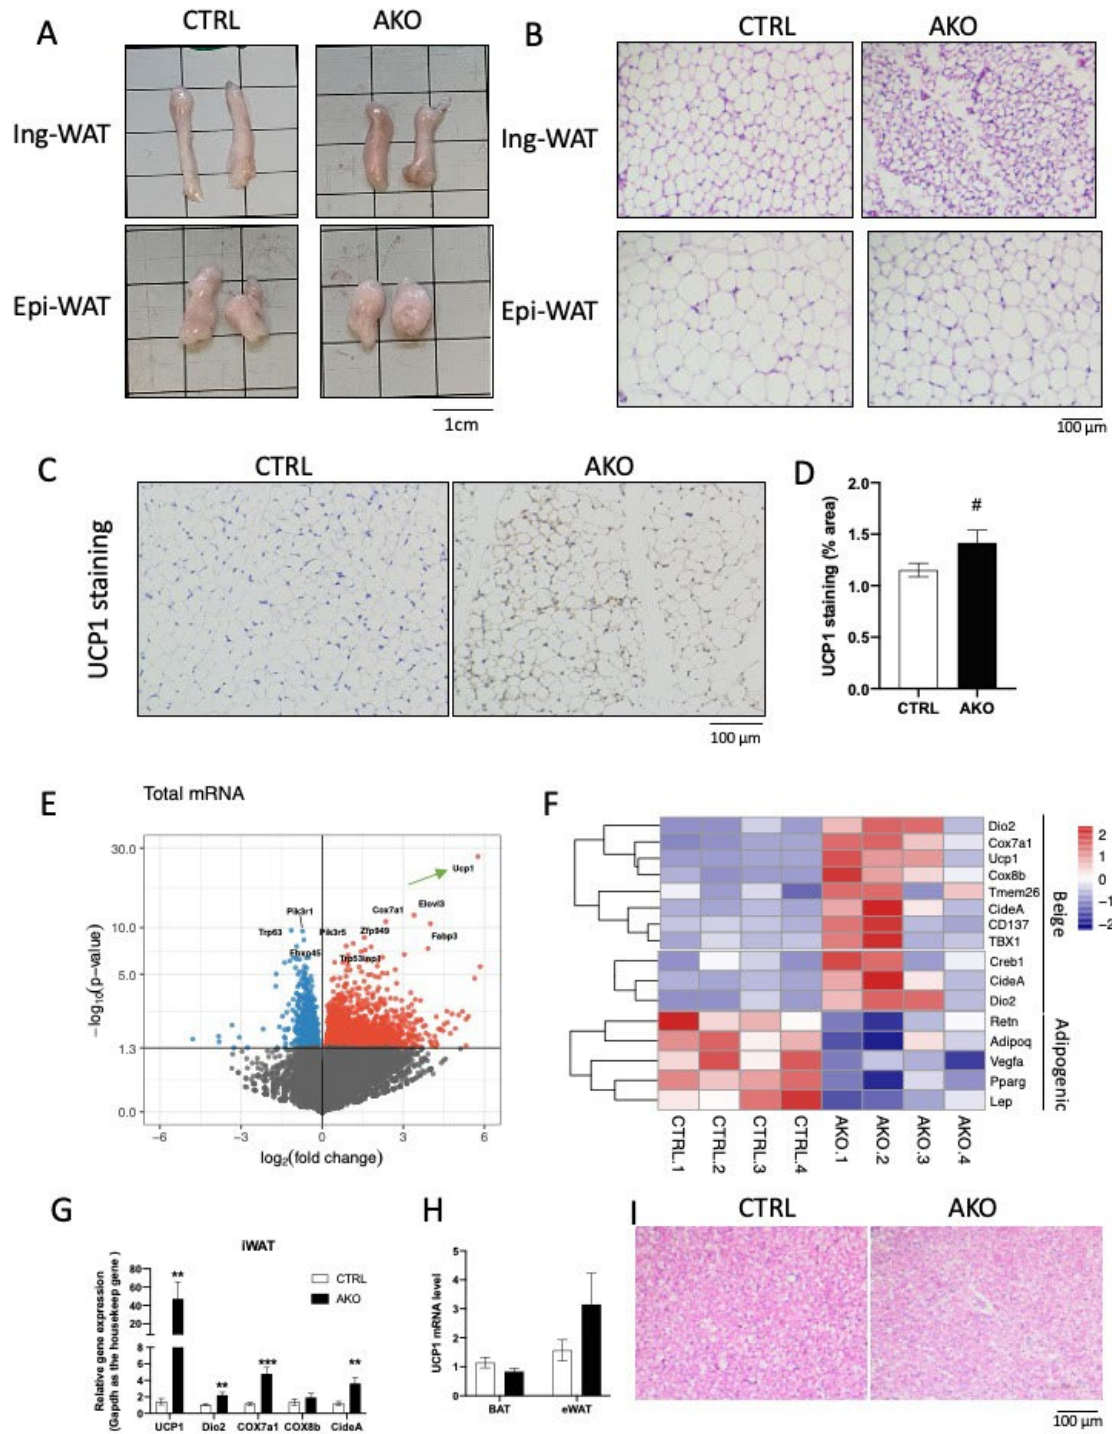 A
CTRL
AKO
Ing-WAT
Epi-WAT
1cm
B
CTRL
AKO
Ing-WAT
Epi-WAT
100 µm
C
CTRL
AKO
UCP1 staining
100 µm
D
UCP1 staining (% area)
2.0
1.5
1.0
0.5
0.0
#
CTRL
AKO
E
Total mRNA
−log10(p−value)
30.0
10.0
5.0
1.3
0.0
Ucp1
Elovl3
Cox7a1
Fabp3
Pik3r1
Trp63
Pik3r5
Zfp949
Trp53inp1
−6
−3
0
3
6
log2(fold change)
F
Dio2
Cox7a1
Ucp1
Cox8b
Tmem26
CideA
CD137
TBX1
Creb1
CideA
Dio2
Retn
Adipoq
Vegfa
Pparg
Lep
Beige
Adipogenic
2
1
0
−1
−2
CTRL.1
CTRL.2
CTRL.3
CTRL.4
AKO.1
AKO.2
AKO.3
AKO.4
G
iWAT
Relative gene expression
(Gapdh as the housekeep gene)
80
60
40
20
8
6
4
2
0
**
**
***
**
CTRL
AKO
UCP1
Dio2
COX7a1
COX8b
CideA
H
UCP1 mRNA level
5
4
3
2
1
0
BAT
eWAT
I
CTRL
AKO
100 µm